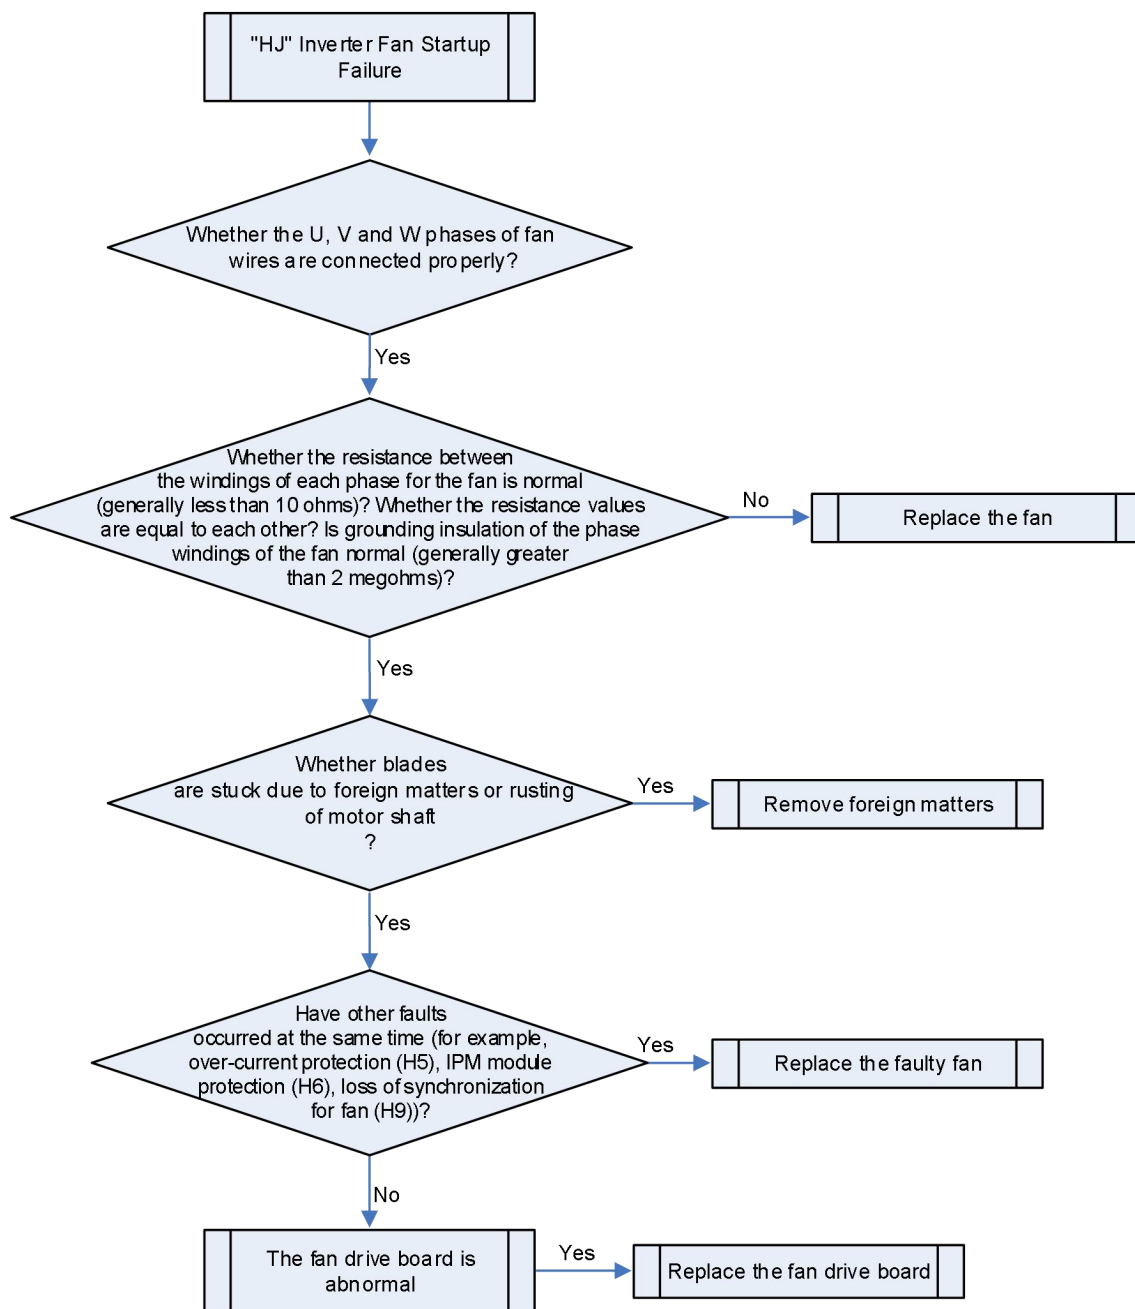 "HJ" Inverter Fan Startup
Failure
Whether the U, V and W phases of fan
wires are connected properly?
Yes
Whether the resistance between
the windings of each phase for the fan is normal
(generally less than 10 ohms)? Whether the resistance values
are equal to each other? Is grounding insulation of the phase
windings of the fan normal (generally greater
than 2 megohms)?
No
Replace the fan
Yes
Whether blades
are stuck due to foreign matters or rusting
of motor shaft
?
Yes
Remove foreign matters
Yes
Have other faults
occurred at the same time (for example,
over-current protection (H5), IPM module
protection (H6), loss of synchronization
for fan (H9))?
Yes
Replace the faulty fan
No
The fan drive board is
abnormal
Yes
Replace the fan drive board